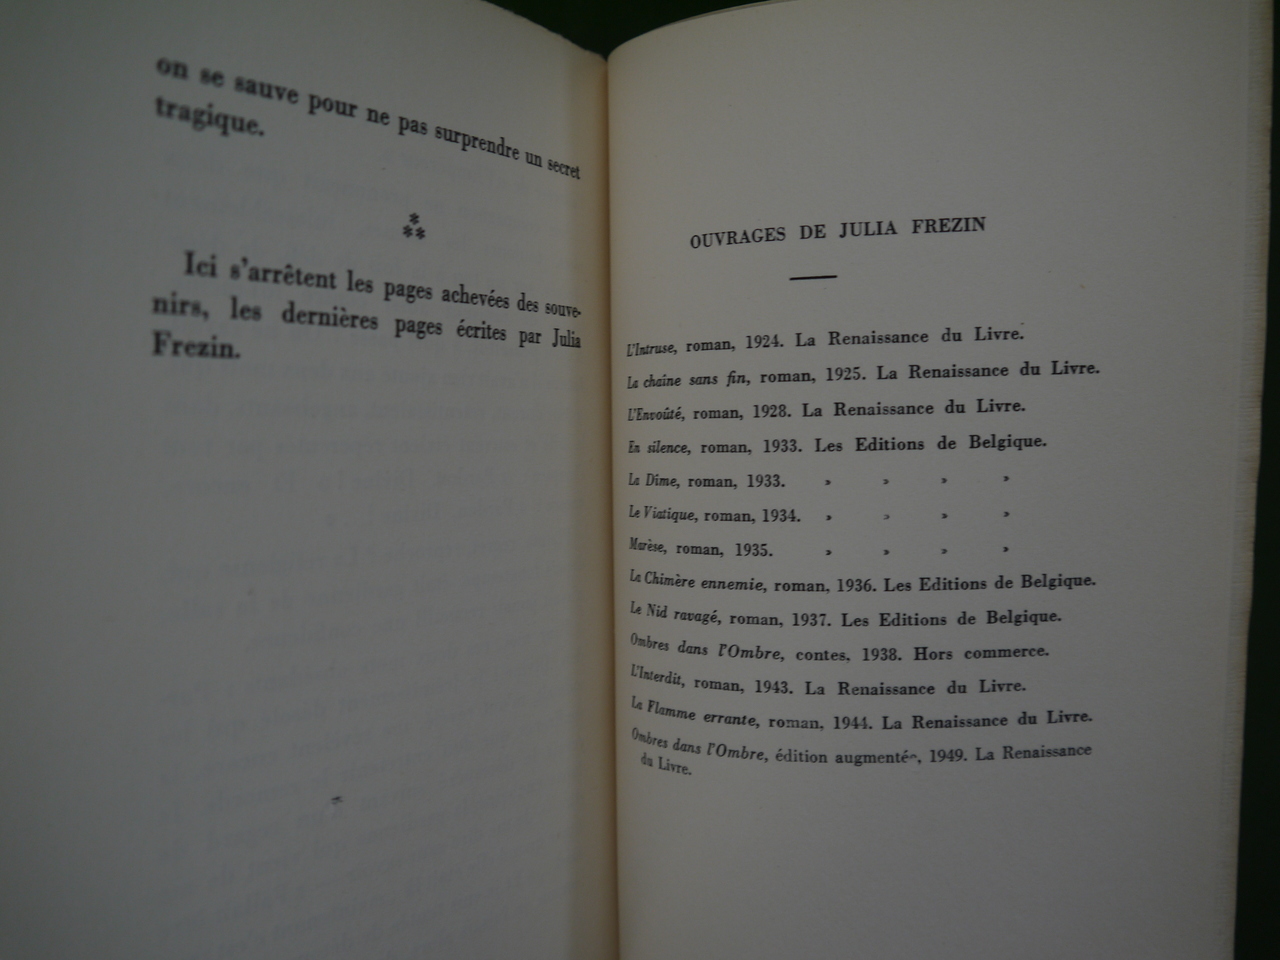 on se sauve pour ne pas surprendre un secret
tragique.
*
**
Ici s'arrêtent les pages achevées des souve-
nirs, les dernières pages écrites par Julia
Frezin.
OUVRAGES DE JULIA FREZIN
L'Intruse, roman, 1924. La Renaissance du Livre.
La chaîne sans fin, roman, 1925. La Renaissance du Livre.
L'Envoûté, roman, 1928. La Renaissance du Livre.
En silence, roman, 1933. Les Editions de Belgique.
La Dîme, roman, 1933. » » » »
Le Viatique, roman, 1934. » » » »
Marèse, roman, 1935. » » » »
La Chimère ennemie, roman, 1936. Les Editions de Belgique.
Le Nid ravagé, roman, 1937. Les Editions de Belgique.
Ombres dans l'Ombre, contes, 1938. Hors commerce.
L'Interdit, roman, 1943. La Renaissance du Livre.
La Flamme errante, roman, 1944. La Renaissance du Livre.
Ombres dans l'Ombre, édition augmentée, 1949. La Renaissance
du Livre.